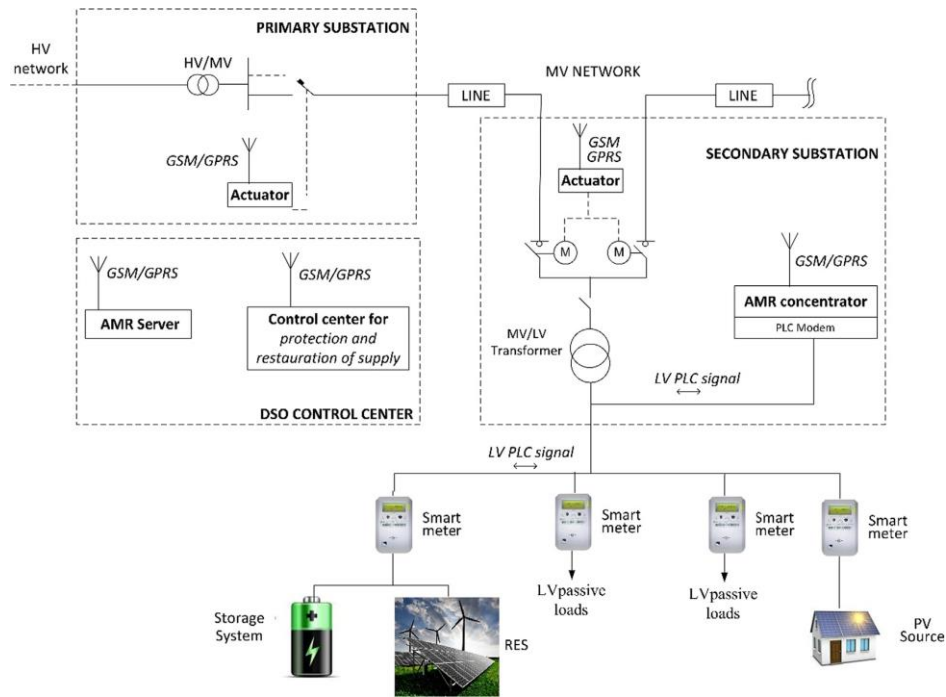 PRIMARY SUBSTATION
HV
network
HV/MV
MV NETWORK
LINE
LINE
GSM/GPRS
Actuator
GSM
GPRS
Actuator
SECONDARY SUBSTATION
M
M
GSM/GPRS
AMR concentrator
PLC Modem
GSM/GPRS
AMR Server
GSM/GPRS
Control center for
protection and
restauration of supply
DSO CONTROL CENTER
MV/LV
Transformer
LV PLC signal
LV PLC signal
Smart
meter
Smart
meter
Smart
meter
Smart
meter
LVpassive
loads
LVpassive
loads
Storage
System
RES
PV
Source